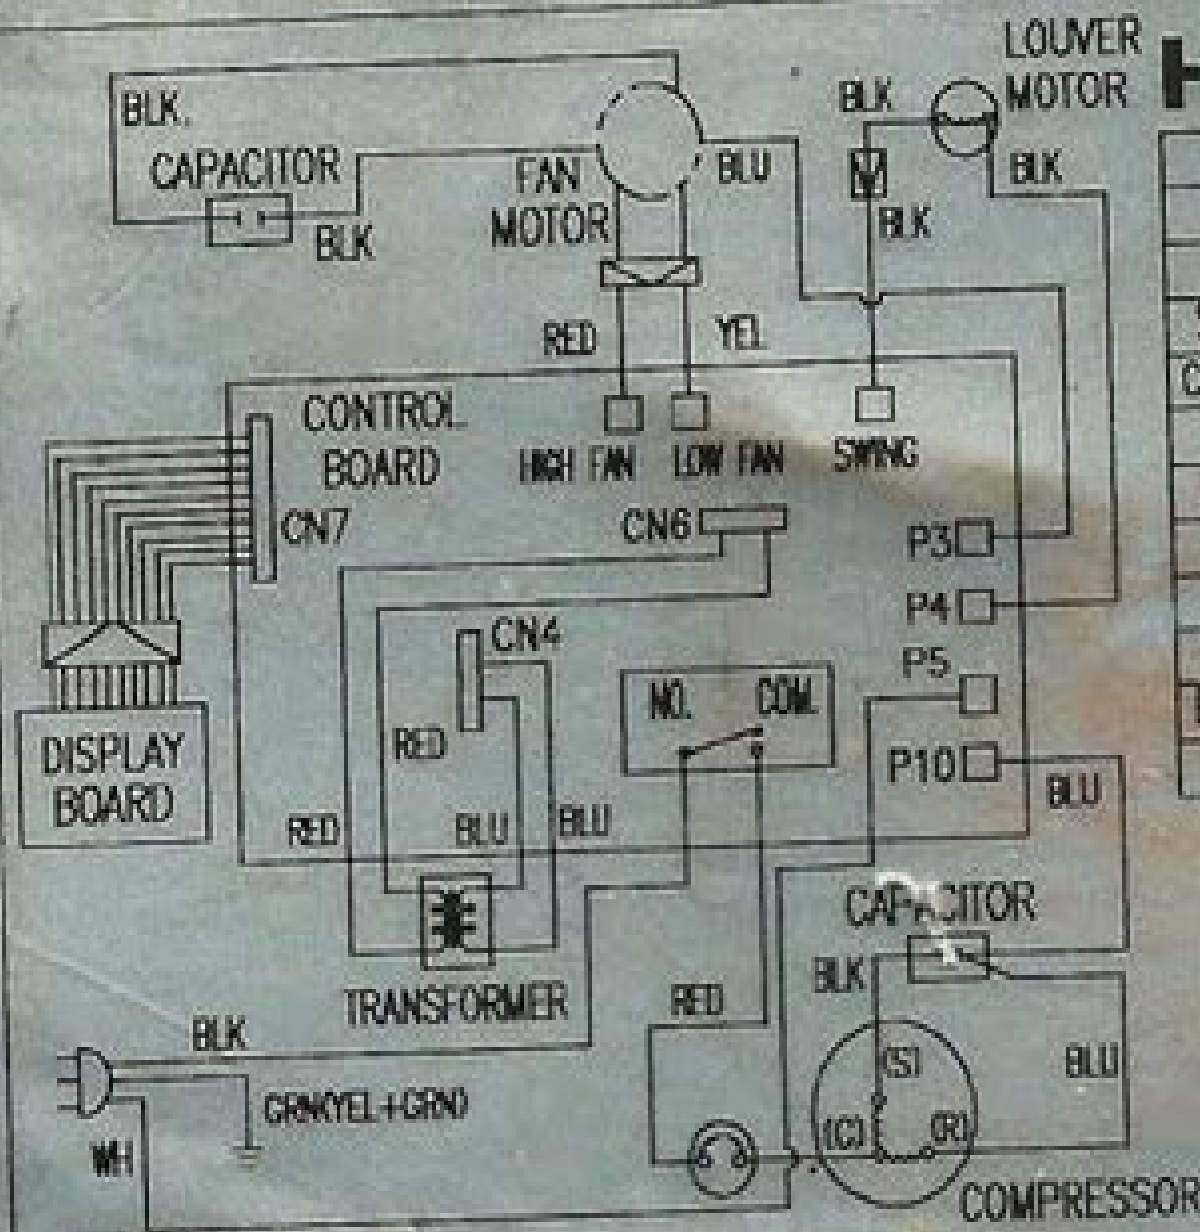 LOUVER
MOTOR
BLK
BLK.
CAPACITOR
FAN
MOTOR
BLU
BLK
BLK
BLK
RED
YEL
CONTROL
BOARD
HIGH FAN
LOW FAN
SWING
CN7
CN6
P3
P4
CN4
P5
NO.
COM.
RED
P10
DISPLAY
BOARD
BLU
RED
BLU
BLU
CAPACITOR
BLK
TRANSFORMER
RED
BLK
(S)
BLU
GRN(YEL+GRN)
(C)
(R)
WH
COMPRESSOR